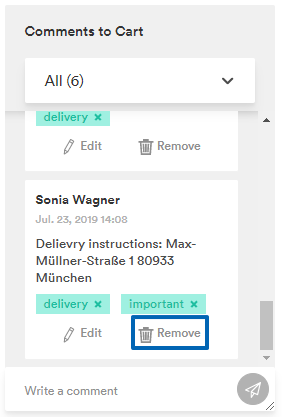 Comments to Cart
All (6)
delivery ×
Edit Remove
Sonia Wagner
Jul. 23, 2019 14:08
Delievry instructions: Max-
Müllner-Straße 1 80933
München
delivery × important ×
Edit Remove
Write a comment